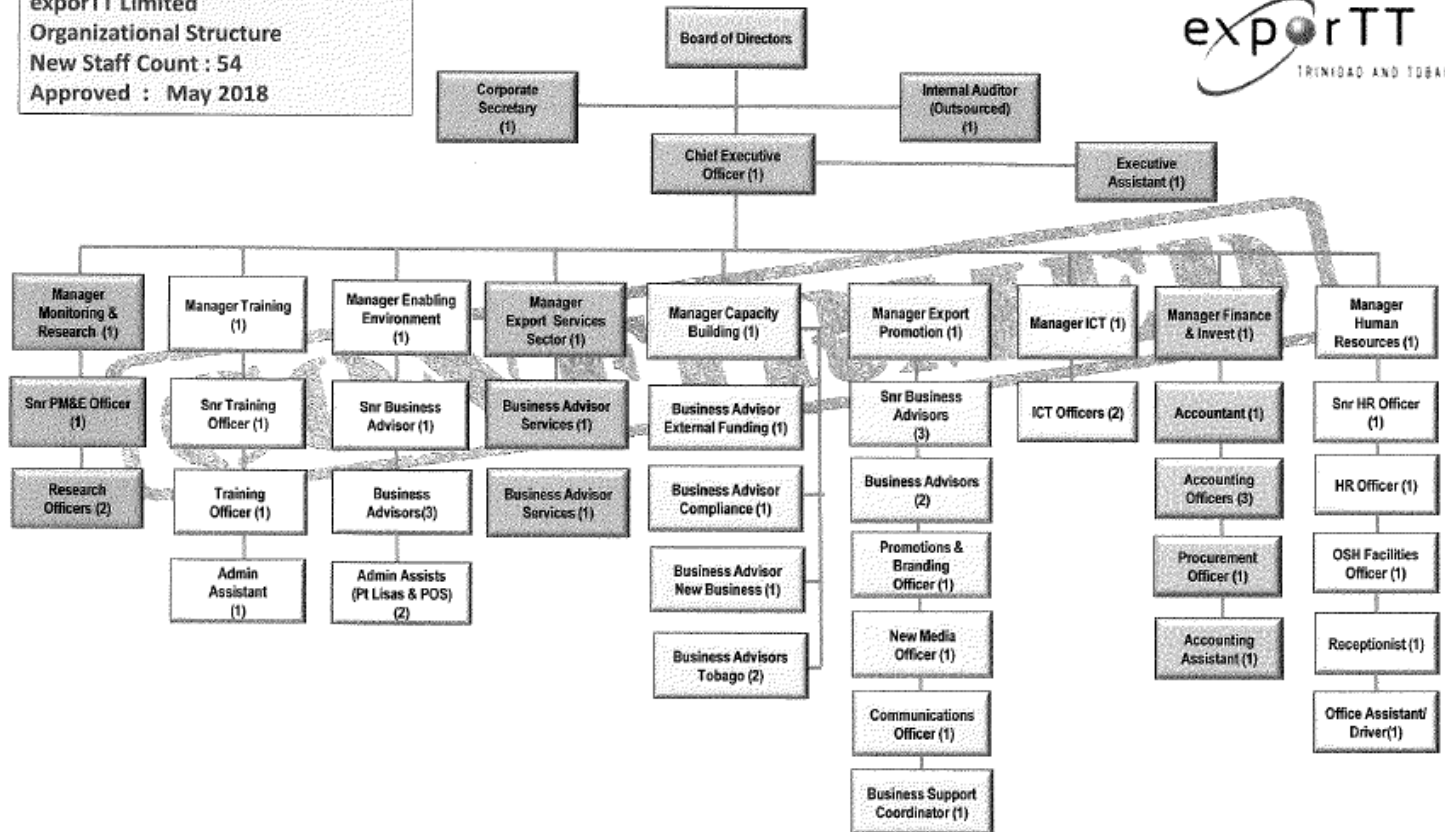 exporTT Limited
Organizational Structure
New Staff Count : 54
Approved : May 2018
exporTT
TRINIDAD AND TOBA
Board of Directors
Corporate
Secretary
(1)
Internal Auditor
(Outsourced)
(1)
Chief Executive
Officer (1)
Executive
Assistant (1)
Manager
Monitoring &
Research (1)
Snr PM&E Officer
(1)
Research
Officers (2)
Manager Training
(1)
Snr Training
Officer (1)
Training
Officer (1)
Admin
Assistant
(1)
Manager Enabling
Environment
(1)
Snr Business
Advisor (1)
Business
Advisors(3)
Admin Assists
(Pt Lisas & POS)
(2)
Manager
Export Services
Sector (1)
Business Advisor
Services (1)
Business Advisor
Services (1)
Manager Capacity
Building (1)
Business Advisor
External Funding (1)
Business Advisor
Compliance (1)
Business Advisor
New Business (1)
Business Advisors
Tobago (2)
Manager Export
Promotion (1)
Snr Business
Advisors
(3)
Business Advisors
(2)
Promotions &
Branding
Officer (1)
New Media
Officer (1)
Communications
Officer (1)
Business Support
Coordinator (1)
Manager ICT (1)
ICT Officers (2)
Manager Finance
& Invest (1)
Accountant (1)
Accounting
Officers (3)
Procurement
Officer (1)
Accounting
Assistant (1)
Manager
Human
Resources (1)
Snr HR Officer
(1)
HR Officer (1)
OSH Facilities
Officer (1)
Receptionist (1)
Office Assistant/
Driver(1)